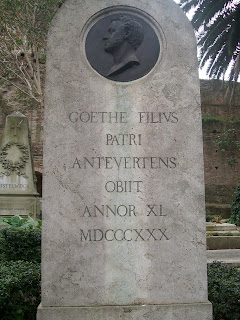 GOETHE FILIVS
PATRI
ANTEVERTENS
OBIIT
ANNOR XL
MDCCCXXX